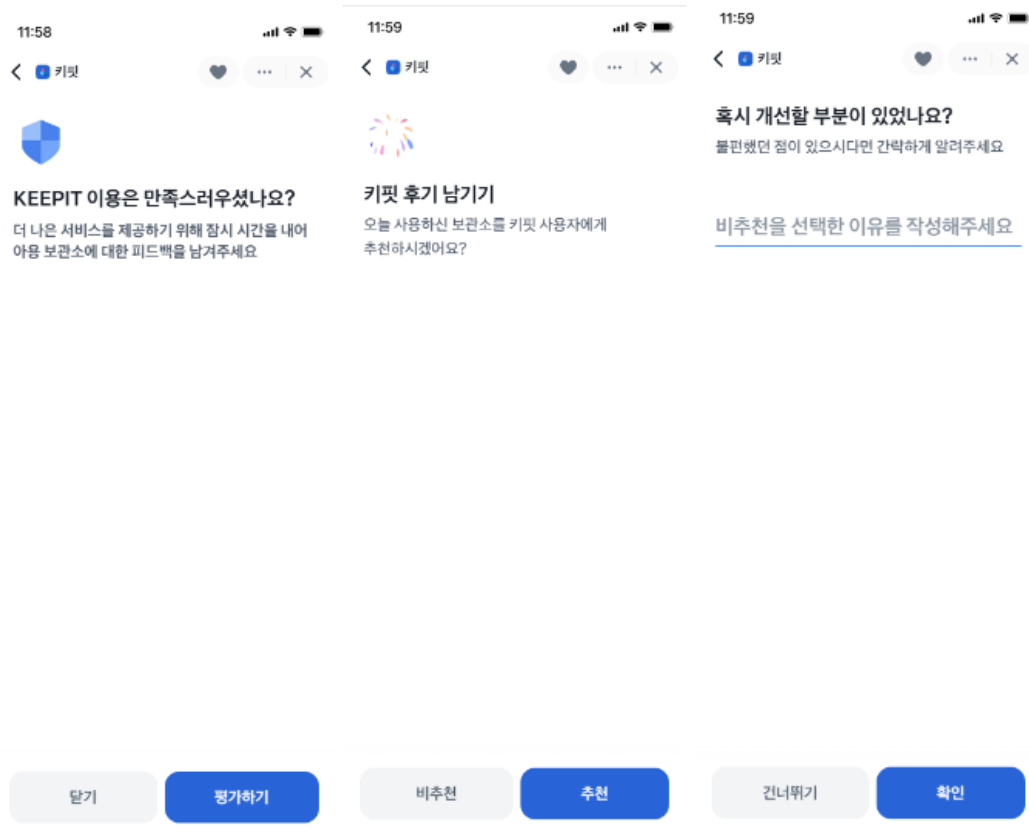 11:58
키핏
KEEPIT 이용은 만족스러우셨나요?
더 나은 서비스를 제공하기 위해 잠시 시간을 내어
아용 보관소에 대한 피드백을 남겨주세요
닫기
평가하기
11:59
키핏
키핏 후기 남기기
오늘 사용하신 보관소를 키핏 사용자에게
추천하시겠어요?
비추천
추천
11:59
키핏
혹시 개선할 부분이 있었나요?
불편했던 점이 있으시다면 간략하게 알려주세요
비추천을 선택한 이유를 작성해주세요
건너뛰기
확인